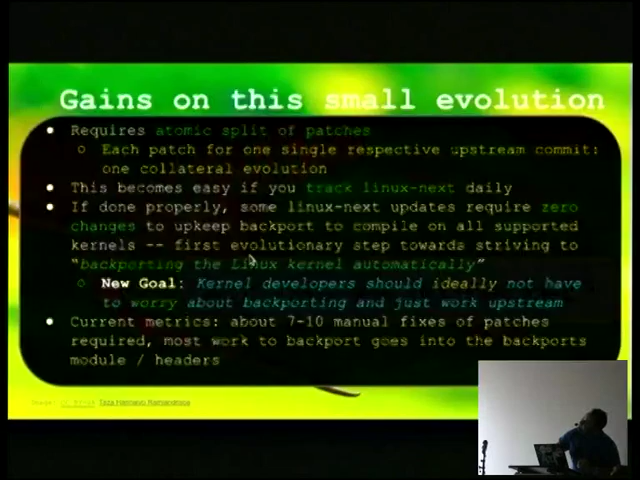 Gains on this small evolution
● Requires atomic split of patches
o Each patch for one single respective upstream commit:
one collateral evolution
● This becomes easy if you track linux-next daily
● If done properly, some linux-next updates require zero
changes to upkeep backport to compile on all supported
kernels -- first evolutionary step towards striving to
"backporting the Linux kernel automatically"
o New Goal: Kernel developers should ideally not have
to worry about backporting and just work upstream
● Current metrics: about 7-10 manual fixes of patches
required, most work to backport goes into the backports
module / headers